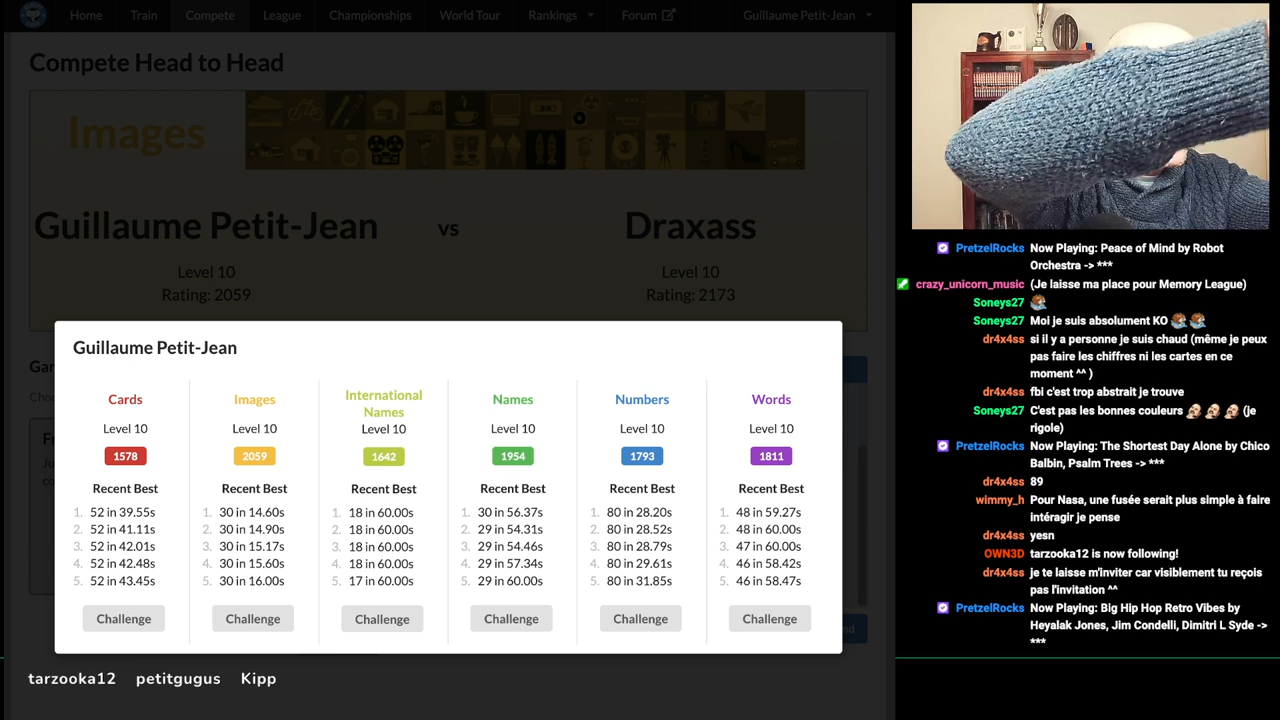 Home Train Compete League Championships World Tour Rankings Forum Guillaume Petit-Jean
Compete Head to Head
Images
Guillaume Petit-Jean vs Draxass
Level 10 Level 10
Rating: 2059 Rating: 2173
Guillaume Petit-Jean
Cards Images International Names Names Numbers Words
Level 10 Level 10 Level 10 Level 10 Level 10 Level 10
1578 2059 1642 1954 1793 1811
Recent Best Recent Best Recent Best Recent Best Recent Best Recent Best
1. 52 in 39.55s 1. 30 in 14.60s 1. 18 in 60.00s 1. 30 in 56.37s 1. 80 in 28.20s 1. 48 in 59.27s
2. 52 in 41.11s 2. 30 in 14.90s 2. 18 in 60.00s 2. 29 in 54.31s 2. 80 in 28.52s 2. 48 in 60.00s
3. 52 in 42.01s 3. 30 in 15.17s 3. 18 in 60.00s 3. 29 in 54.46s 3. 80 in 28.79s 3. 47 in 60.00s
4. 52 in 42.48s 4. 30 in 15.60s 4. 18 in 60.00s 4. 29 in 57.34s 4. 80 in 29.61s 4. 46 in 58.42s
5. 52 in 43.45s 5. 30 in 16.00s 5. 17 in 60.00s 5. 29 in 60.00s 5. 80 in 31.85s 5. 46 in 58.47s
Challenge Challenge Challenge Challenge Challenge Challenge
tarzooka12 petitgugus Kipp
PretzelRocks Now Playing: Peace of Mind by Robot
Orchestra -> ***
crazy_unicorn_music (Je laisse ma place pour Memory League)
Soneys27
Soneys27 Moi je suis absolument KO
dr4x4ss si il y a personne je suis chaud (même je peux
pas faire les chiffres ni les cartes en ce
moment ^^ )
dr4x4ss fbi c'est trop abstrait je trouve
Soneys27 C'est pas les bonnes couleurs (je
rigole)
PretzelRocks Now Playing: The Shortest Day Alone by Chico
Balbin, Psalm Trees -> ***
dr4x4ss 89
wimmy_h Pour Nasa, une fusée serait plus simple à faire
intéragir je pense
dr4x4ss yesn
OWN3D tarzooka12 is now following!
dr4x4ss je te laisse m'inviter car visiblement tu reçois
pas l'invitation ^^
PretzelRocks Now Playing: Big Hip Hop Retro Vibes by
Heyalak Jones, Jim Condelli, Dimitri L Syde ->
***